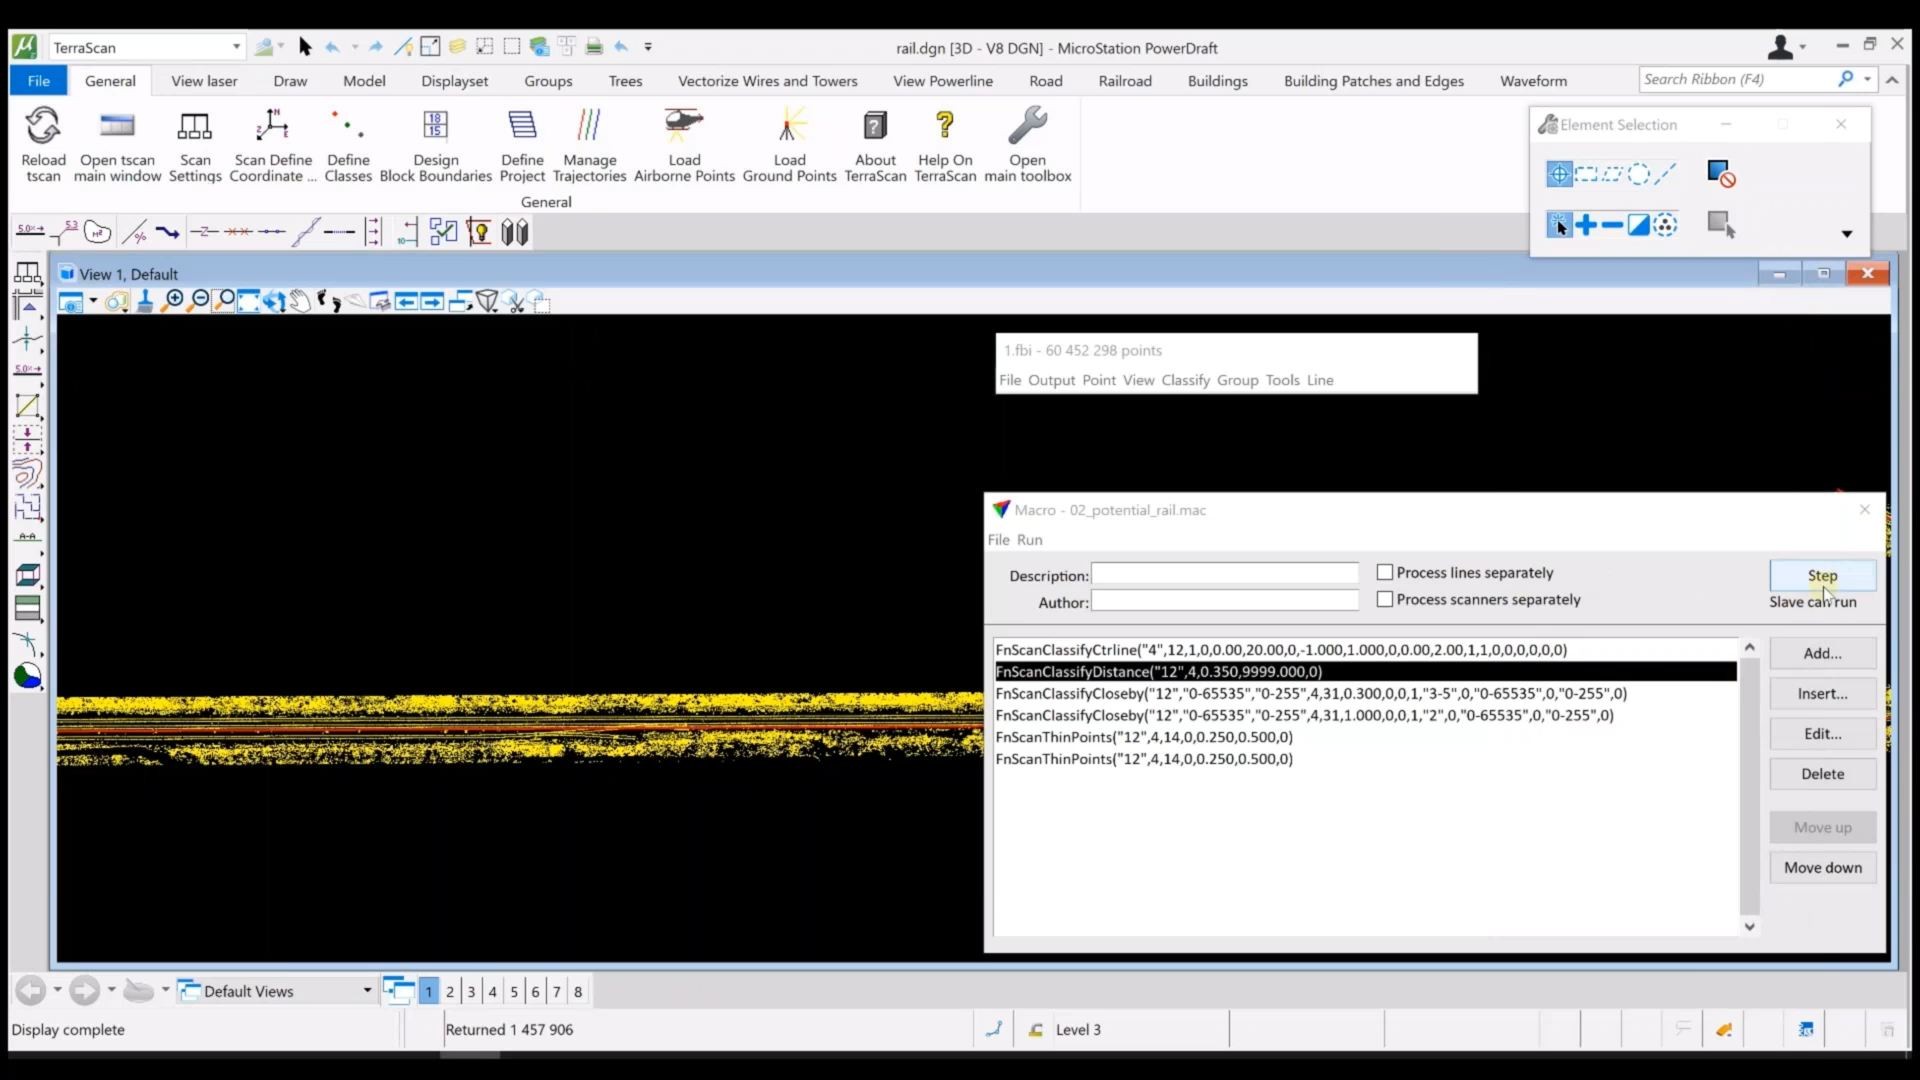 TerraScan
rail.dgn [3D - V8 DGN] - MicroStation PowerDraft
File General View laser Draw Model Displayset Groups Trees Vectorize Wires and Towers View Powerline Road Railroad Buildings Building Patches and Edges Waveform
Search Ribbon (F4)
Reload tscan
Open tscan main window
Scan Settings
Scan Define Coordinate ...
Define Classes
18
15
Design Block Boundaries
Define Project
Manage Trajectories
Load Airborne Points
Load Ground Points
About TerraScan
Help On TerraScan
Open main toolbox
General
Element Selection
View 1, Default
1.fbi - 60 452 298 points
File Output Point View Classify Group Tools Line
Macro - 02_potential_rail.mac
File Run
Description:
Process lines separately
Author:
Process scanners separately
Step
Slave can run
FnScanClassifyCtrline("4",12,1,0,0.00,20.00,0,-1.000,1.000,0,0.00,2.00,1,1,0,0,0,0,0,0)
FnScanClassifyDistance("12",4,0.350,9999.000,0)
FnScanClassifyCloseby("12","0-65535","0-255",4,31,0.300,0,0,1,"3-5",0,"0-65535",0,"0-255",0)
FnScanClassifyCloseby("12","0-65535","0-255",4,31,1.000,0,0,1,"2",0,"0-65535",0,"0-255",0)
FnScanThinPoints("12",4,14,0,0.250,0.500,0)
FnScanThinPoints("12",4,14,0,0.250,0.500,0)
Add...
Insert...
Edit...
Delete
Move up
Move down
Default Views
1 2 3 4 5 6 7 8
Display complete
Returned 1 457 906
Level 3